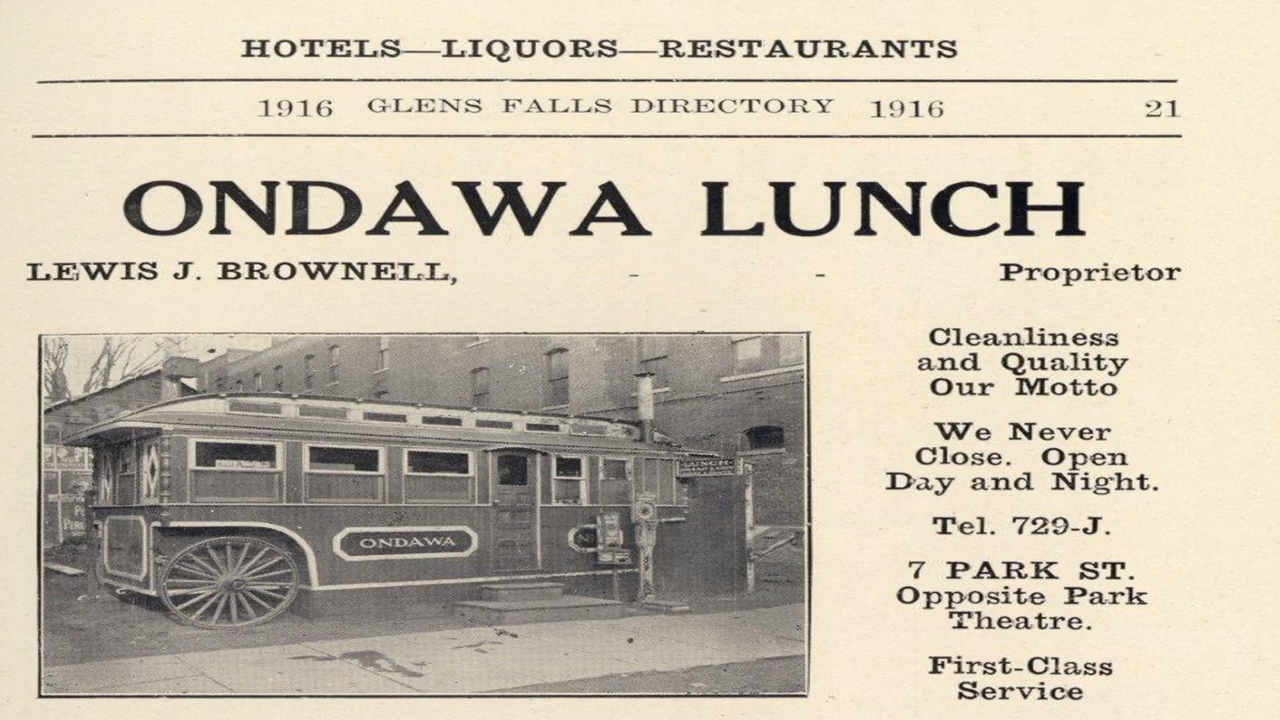 HOTELS—LIQUORS—RESTAURANTS
1916 GLENS FALLS DIRECTORY 1916 21
ONDAWA LUNCH
LEWIS J. BROWNELL, - - Proprietor
Cleanliness
and Quality
Our Motto
We Never
Close. Open
Day and Night.
Tel. 729-J.
7 PARK ST.
Opposite Park
Theatre.
First-Class
Service
LUNCH
ONDAWA